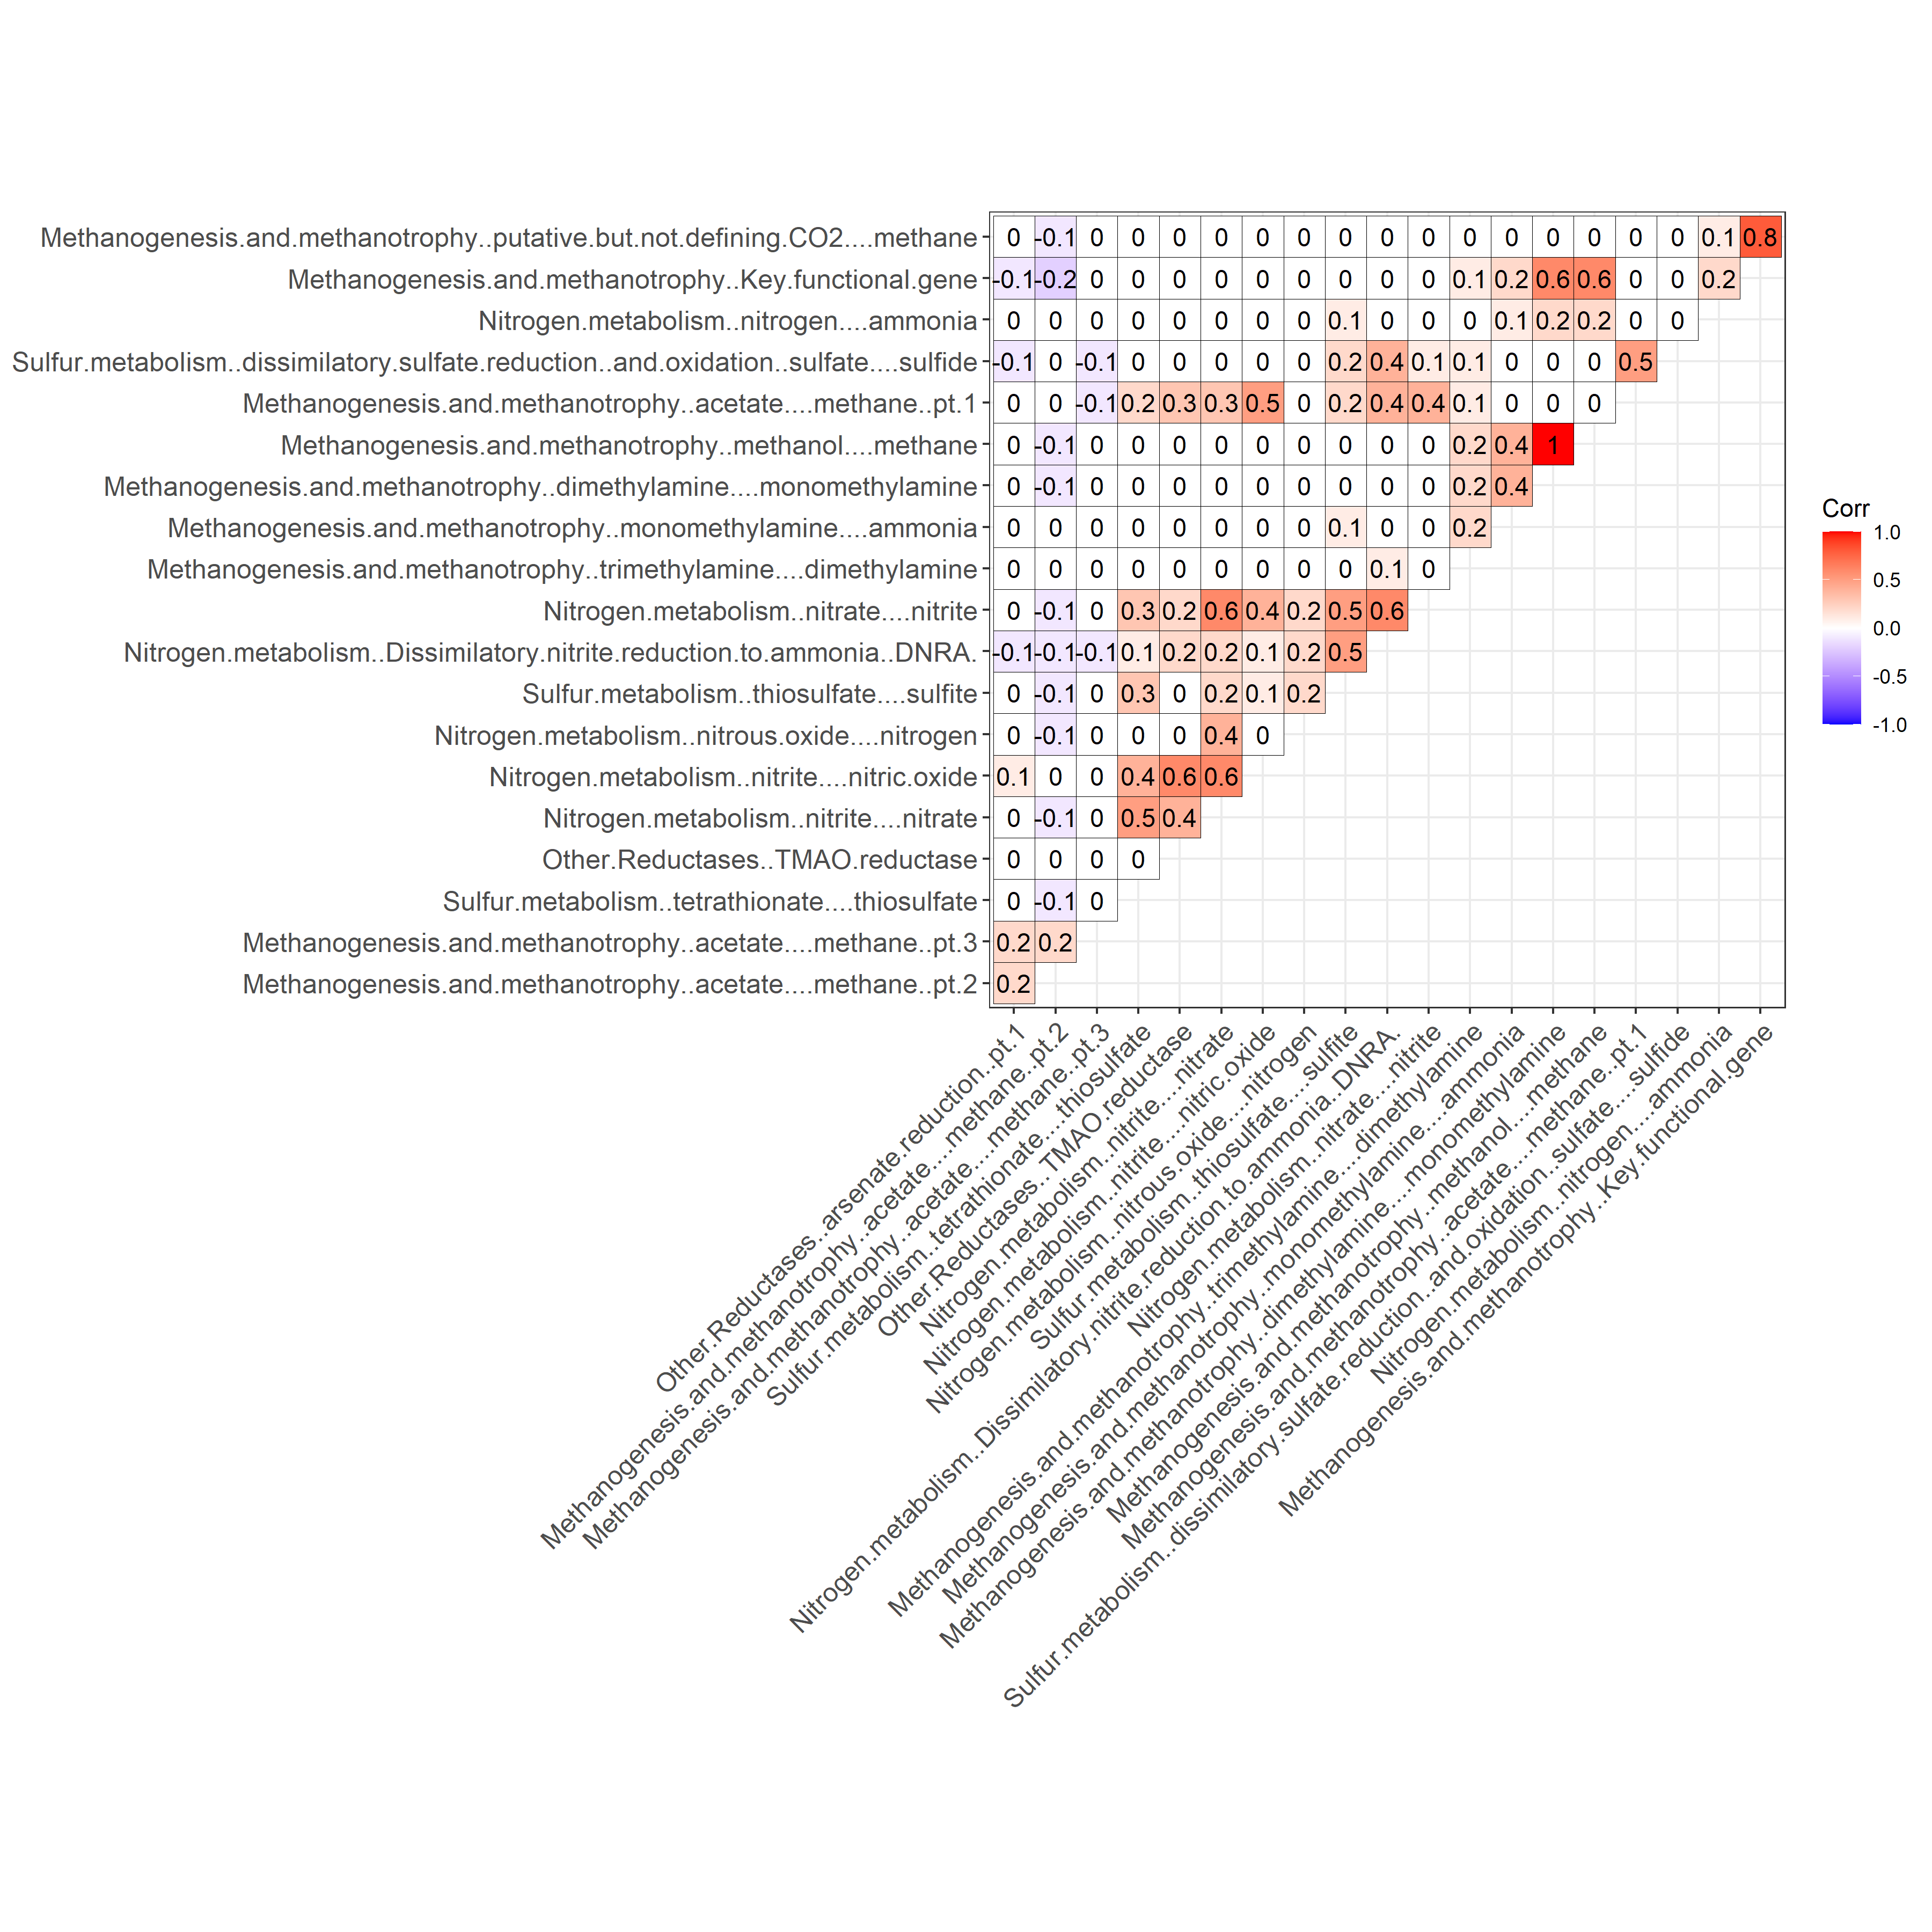 Methanogenesis.and.methanotrophy..putative.but.not.defining.CO2....methane 0 -0.1 0 0 0 0 0 0 0 0 0 0 0 0 0 0 0 0.1 0.8
Methanogenesis.and.methanotrophy..Key.functional.gene -0.1 -0.2 0 0 0 0 0 0 0 0 0 0.1 0.2 0.6 0.6 0 0 0.2
Nitrogen.metabolism..nitrogen....ammonia 0 0 0 0 0 0 0 0 0.1 0 0 0 0.1 0.2 0.2 0 0
Sulfur.metabolism..dissimilatory.sulfate.reduction..and.oxidation..sulfate....sulfide -0.1 0 -0.1 0 0 0 0 0 0.2 0.4 0.1 0.1 0 0 0 0.5
Methanogenesis.and.methanotrophy..acetate....methane..pt.1 0 0 -0.1 0.2 0.3 0.3 0.5 0 0.2 0.4 0.4 0.1 0 0 0
Methanogenesis.and.methanotrophy..methanol....methane 0 -0.1 0 0 0 0 0 0 0 0 0 0.2 0.4 1
Methanogenesis.and.methanotrophy..dimethylamine....monomethylamine 0 -0.1 0 0 0 0 0 0 0 0 0 0.2 0.4
Methanogenesis.and.methanotrophy..monomethylamine....ammonia 0 0 0 0 0 0 0 0 0.1 0 0 0.2
Methanogenesis.and.methanotrophy..trimethylamine....dimethylamine 0 0 0 0 0 0 0 0 0 0.1 0
Nitrogen.metabolism..nitrate....nitrite 0 -0.1 0 0.3 0.2 0.6 0.4 0.2 0.5 0.6
Nitrogen.metabolism..Dissimilatory.nitrite.reduction.to.ammonia..DNRA. -0.1 -0.1 -0.1 0.1 0.2 0.2 0.1 0.2 0.5
Sulfur.metabolism..thiosulfate....sulfite 0 -0.1 0 0.3 0 0.2 0.1 0.2
Nitrogen.metabolism..nitrous.oxide....nitrogen 0 -0.1 0 0 0 0.4 0
Nitrogen.metabolism..nitrite....nitric.oxide 0.1 0 0 0.4 0.6 0.6
Nitrogen.metabolism..nitrite....nitrate 0 -0.1 0 0.5 0.4
Other.Reductases..TMAO.reductase 0 0 0 0
Sulfur.metabolism..tetrathionate....thiosulfate 0 -0.1 0
Methanogenesis.and.methanotrophy..acetate....methane..pt.3 0.2 0.2
Methanogenesis.and.methanotrophy..acetate....methane..pt.2 0.2
Other.Reductases..arsenate.reduction..pt.1
Methanogenesis.and.methanotrophy..acetate....methane..pt.2
Methanogenesis.and.methanotrophy..acetate....methane..pt.3
Sulfur.metabolism..tetrathionate....thiosulfate
Other.Reductases..TMAO.reductase
Nitrogen.metabolism..nitrite....nitrate
Nitrogen.metabolism..nitrite....nitric.oxide
Nitrogen.metabolism..nitrous.oxide....nitrogen
Sulfur.metabolism..thiosulfate....sulfite
Nitrogen.metabolism..Dissimilatory.nitrite.reduction.to.ammonia..DNRA.
Nitrogen.metabolism..nitrate....nitrite
Methanogenesis.and.methanotrophy..trimethylamine....dimethylamine
Methanogenesis.and.methanotrophy..monomethylamine....ammonia
Methanogenesis.and.methanotrophy..dimethylamine....monomethylamine
Methanogenesis.and.methanotrophy..methanol....methane
Methanogenesis.and.methanotrophy..acetate....methane..pt.1
Sulfur.metabolism..dissimilatory.sulfate.reduction..and.oxidation..sulfate....sulfide
Nitrogen.metabolism..nitrogen....ammonia
Methanogenesis.and.methanotrophy..Key.functional.gene
Corr
1.0
0.5
0.0
-0.5
-1.0